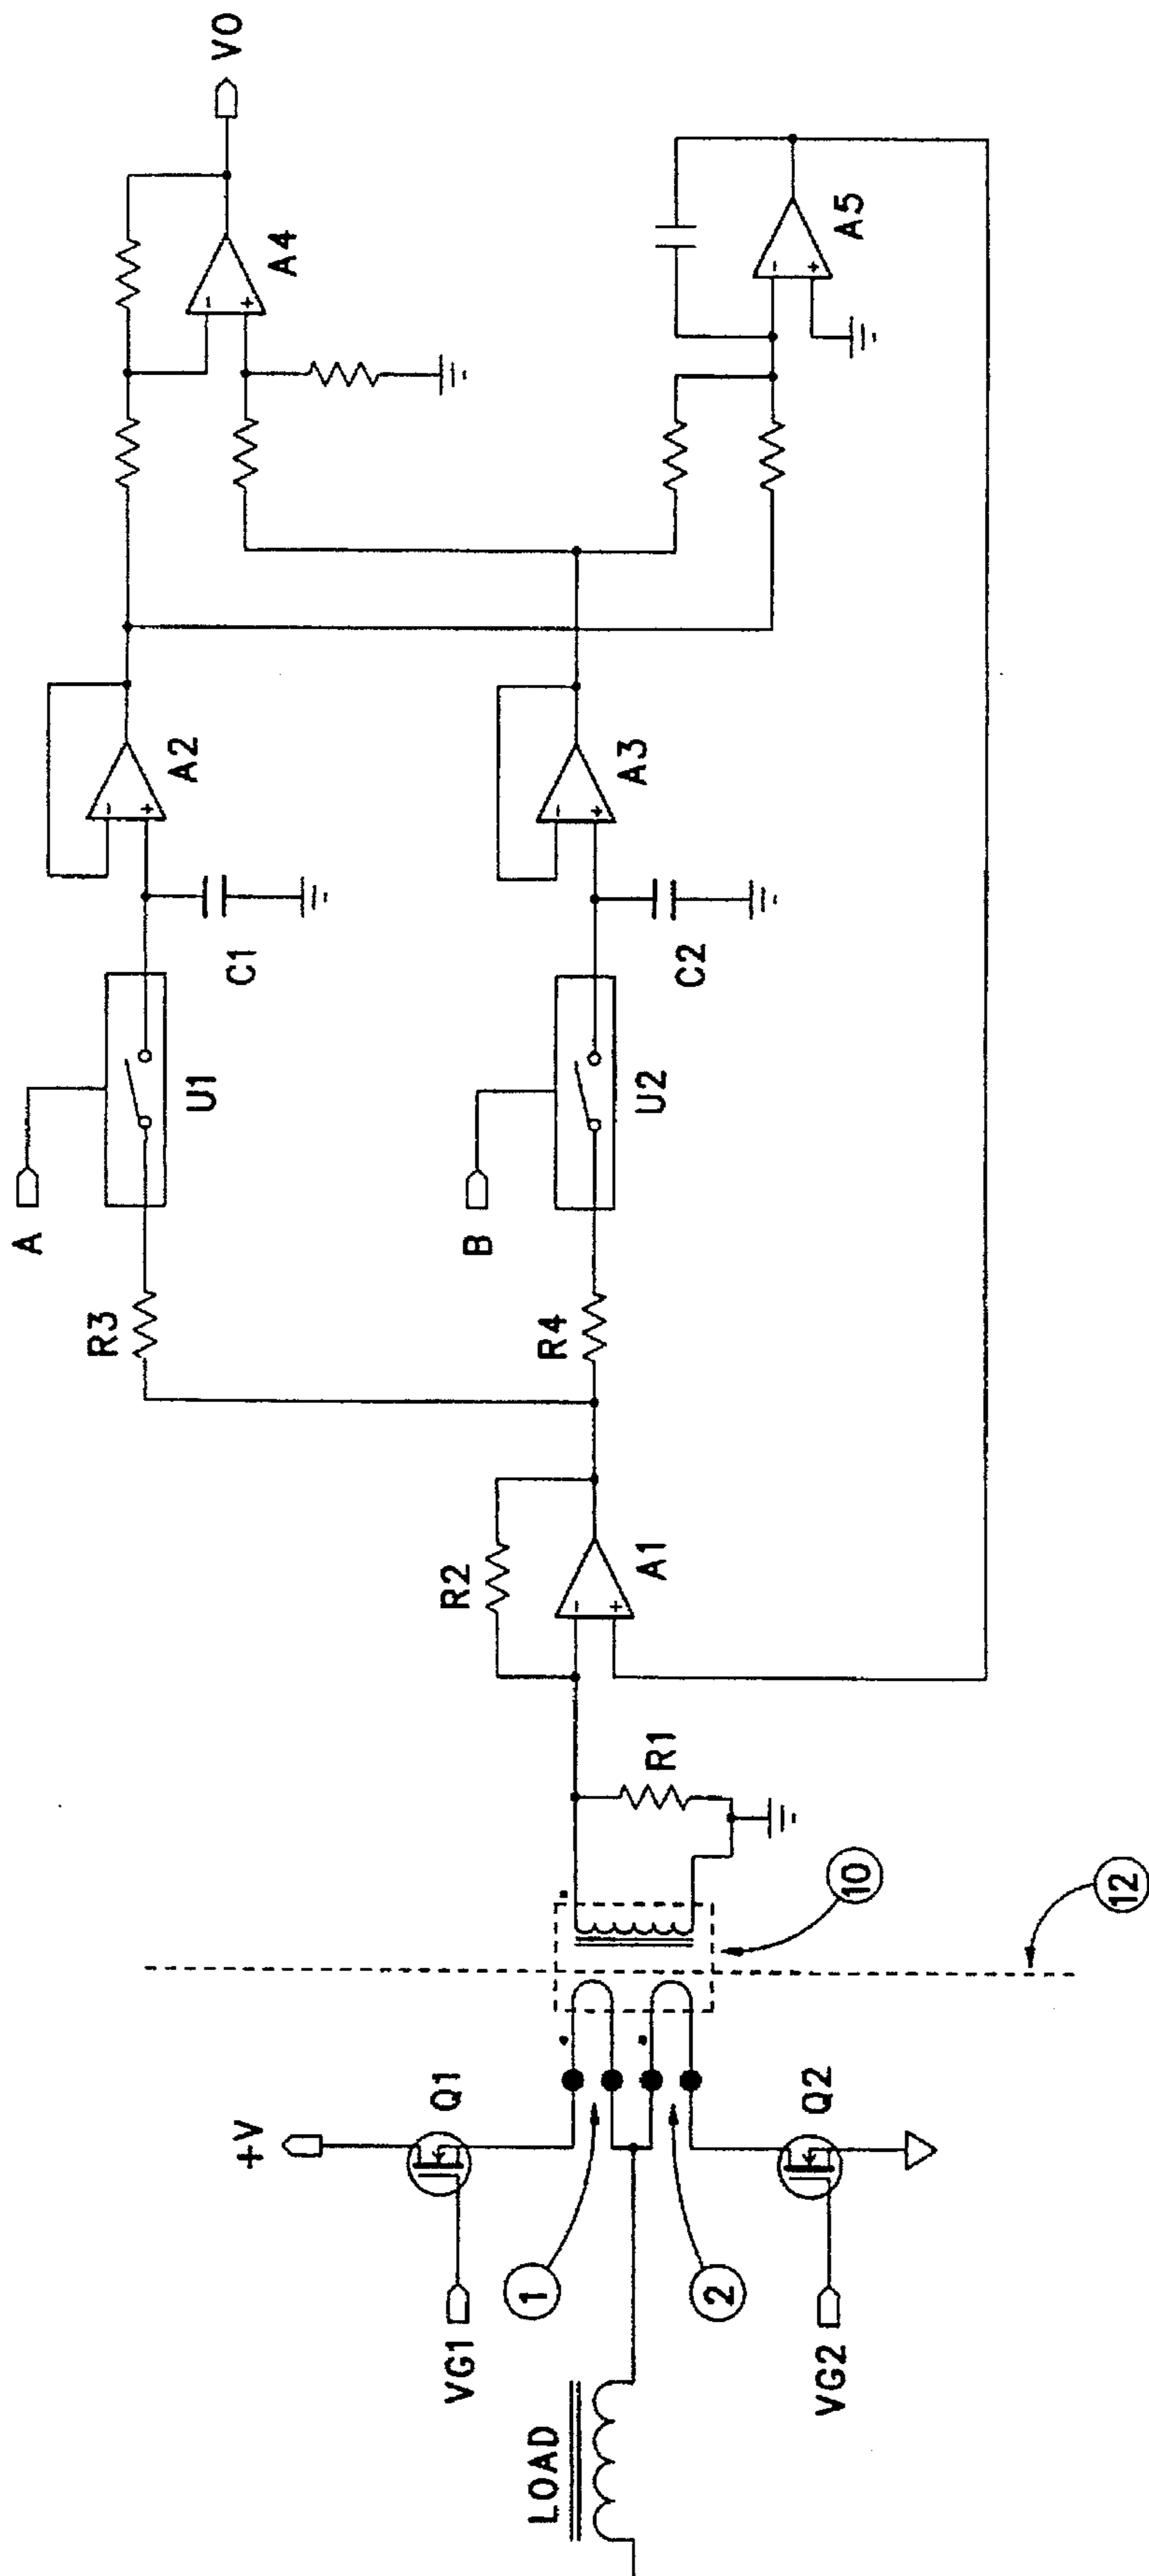 VO
A4
A5
A2
A3
C1
C2
A
U1
B
U2
R3
R4
R2
A1
R1
10
12
+V
Q1
Q2
1
2
VG1
VG2
LOAD
-
+
-
+
-
+
-
+
-
+